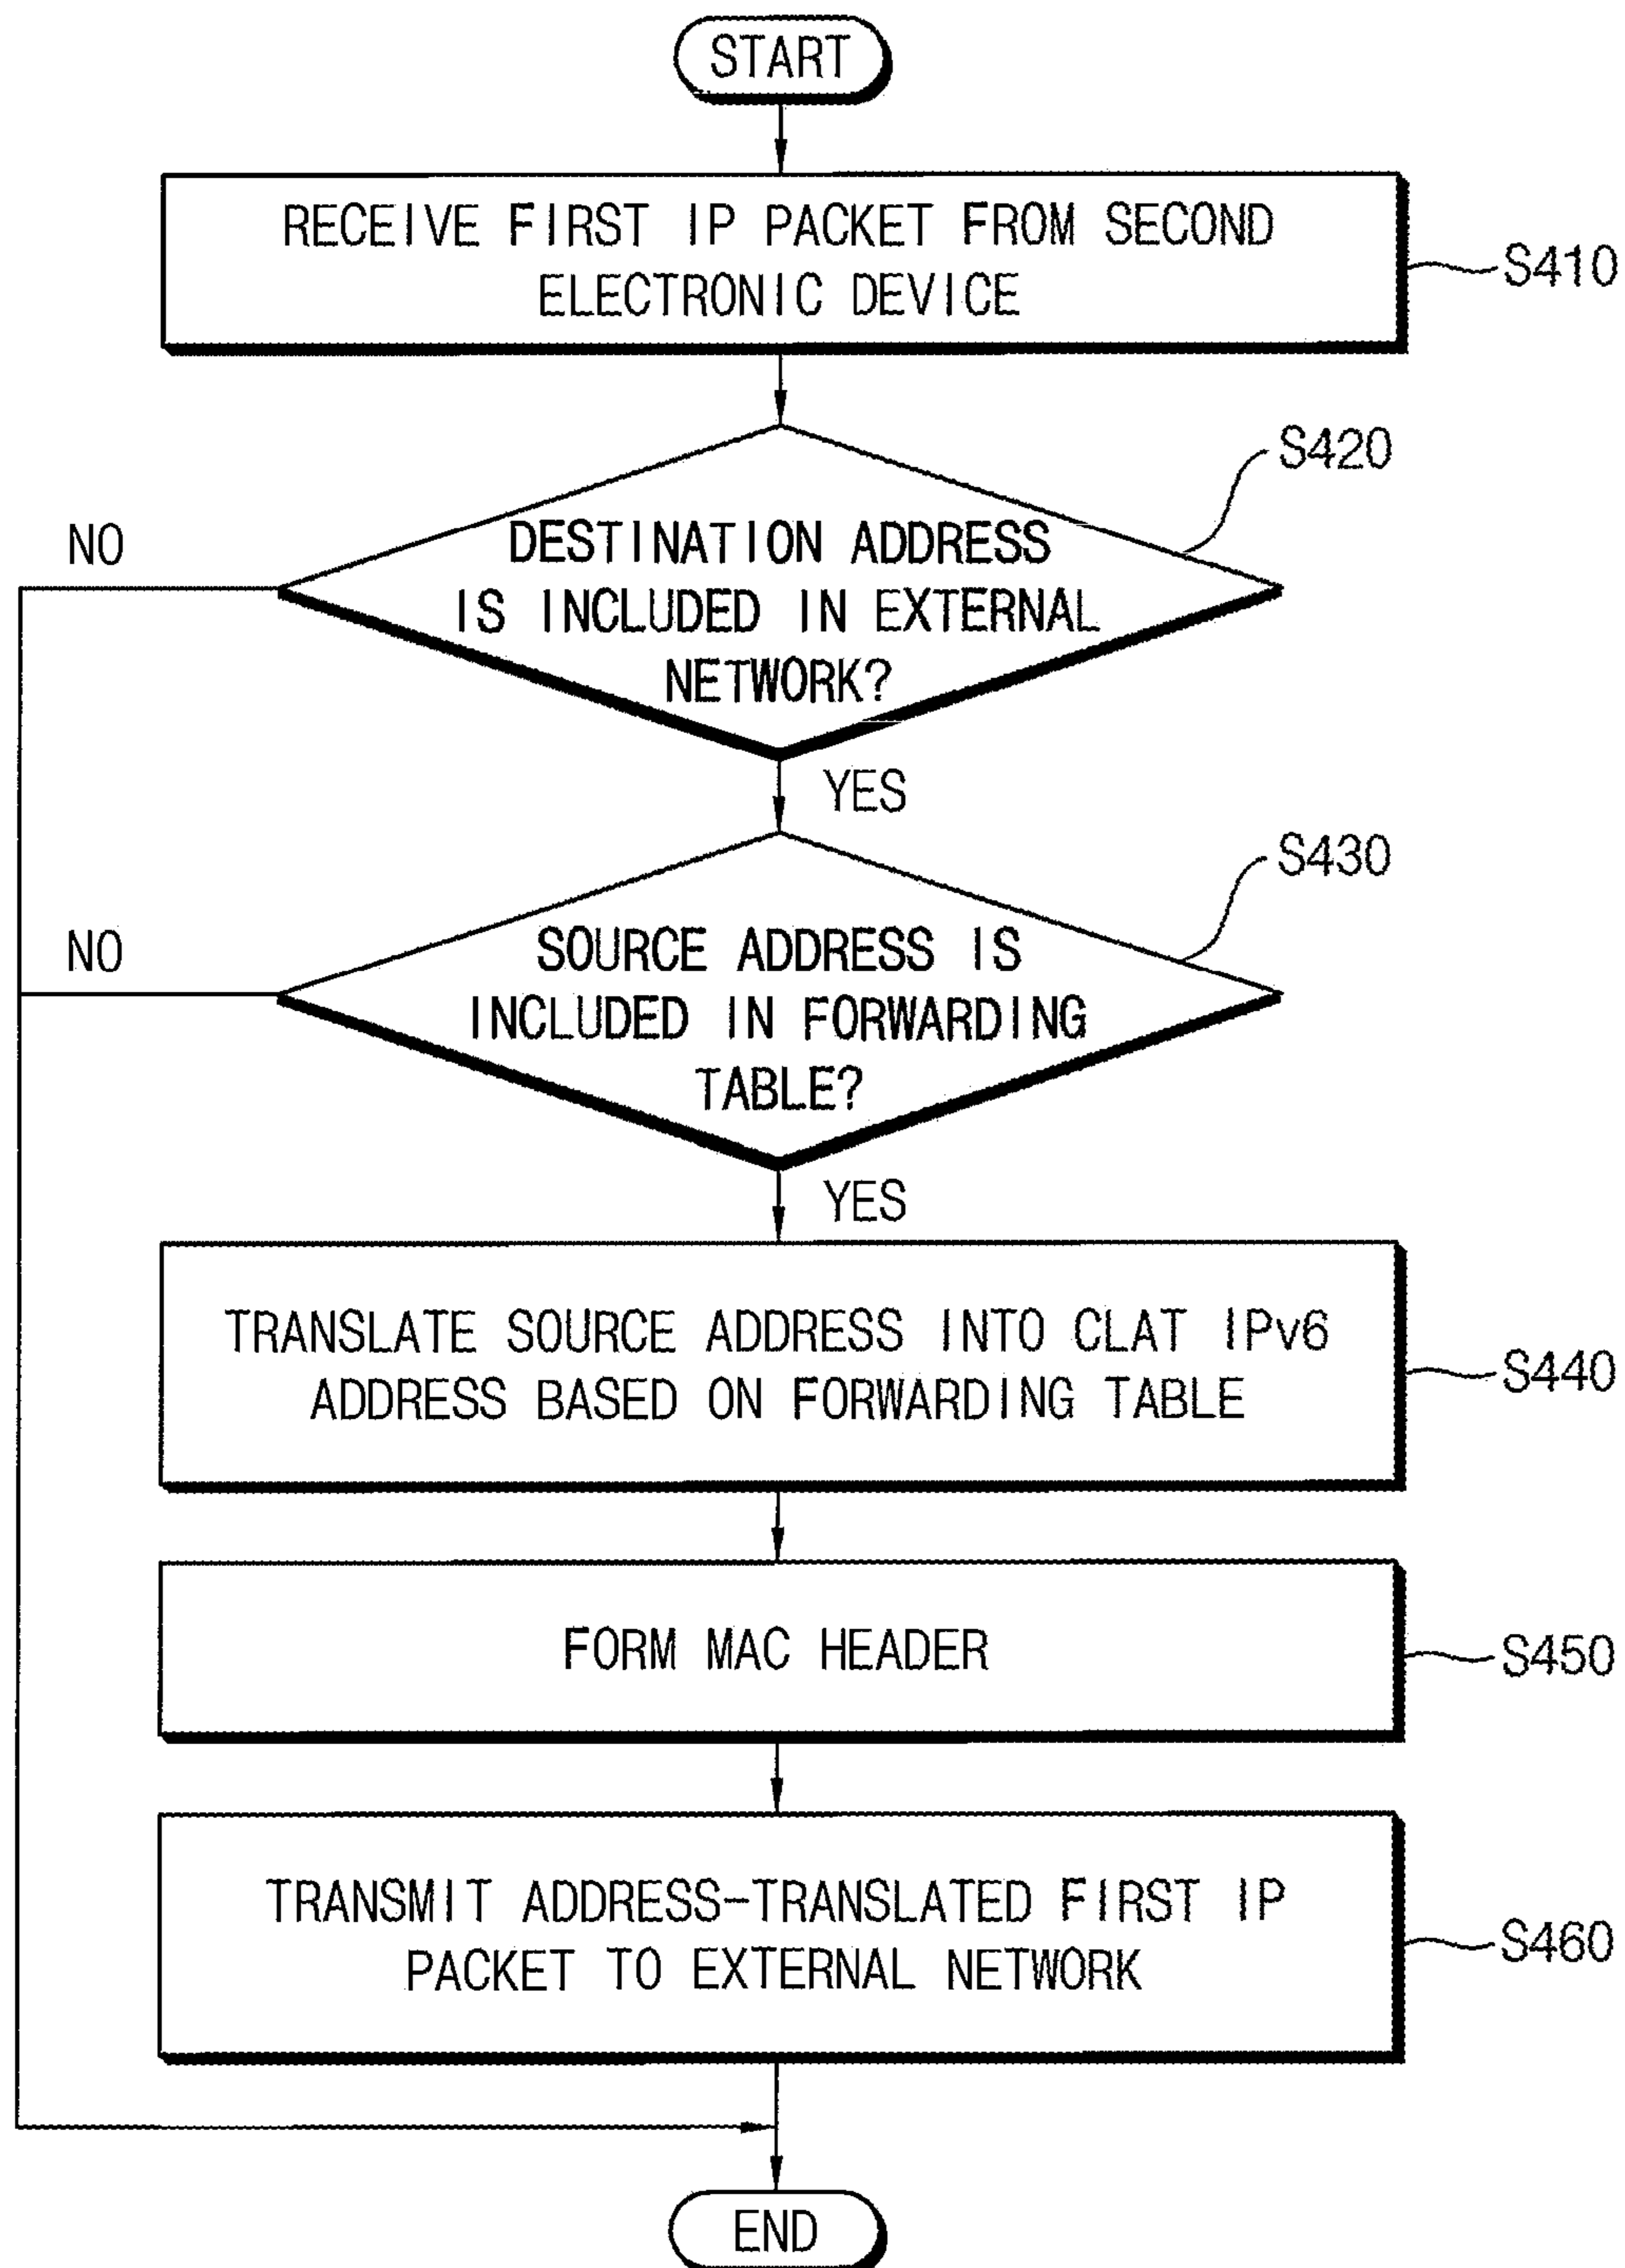 START
RECEIVE FIRST IP PACKET FROM SECOND
ELECTRONIC DEVICE
S410
S420
NO
DESTINATION ADDRESS
IS INCLUDED IN EXTERNAL
NETWORK?
YES
S430
NO
SOURCE ADDRESS IS
INCLUDED IN FORWARDING
TABLE?
YES
TRANSLATE SOURCE ADDRESS INTO CLAT IPv6
ADDRESS BASED ON FORWARDING TABLE
S440
FORM MAC HEADER
S450
TRANSMIT ADDRESS-TRANSLATED FIRST IP
PACKET TO EXTERNAL NETWORK
S460
END